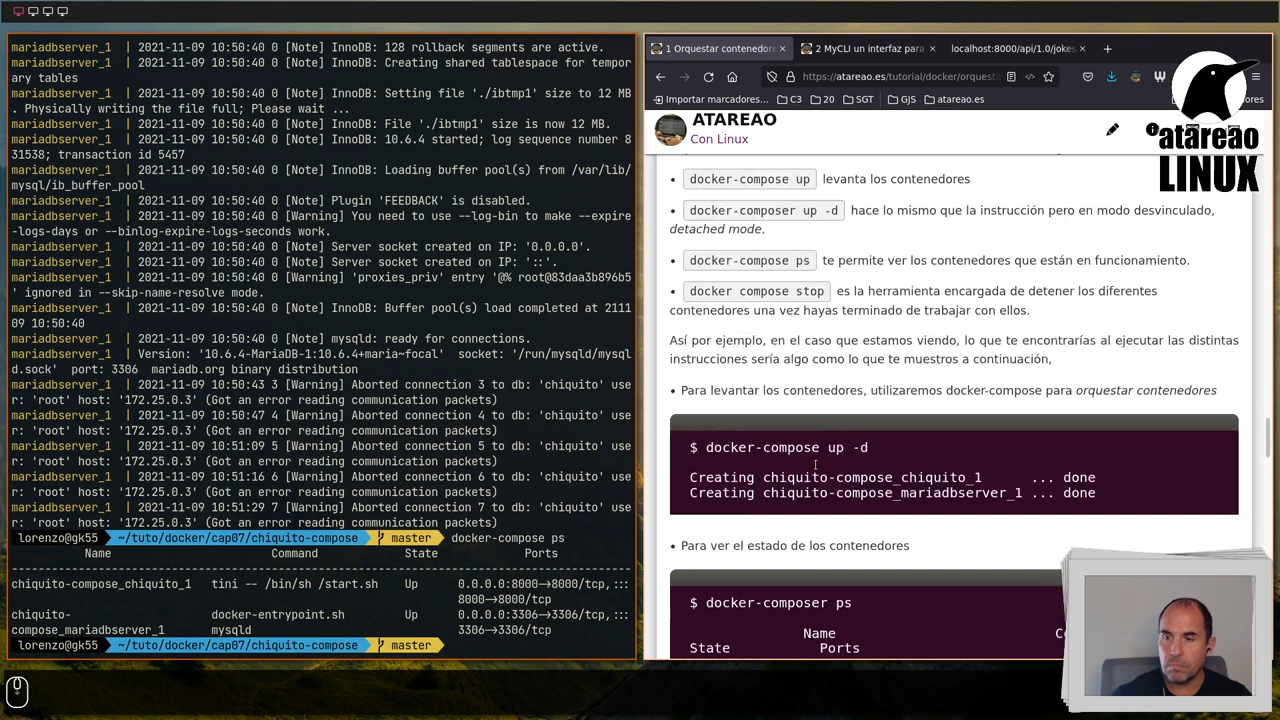 mariadbserver_1  | 2021-11-09 10:50:40 0 [Note] InnoDB: 128 rollback segments are active.
mariadbserver_1  | 2021-11-09 10:50:40 0 [Note] InnoDB: Creating shared tablespace for tempor
ary tables
mariadbserver_1  | 2021-11-09 10:50:40 0 [Note] InnoDB: Setting file './ibtmp1' size to 12 MB
. Physically writing the file full; Please wait ...
mariadbserver_1  | 2021-11-09 10:50:40 0 [Note] InnoDB: File './ibtmp1' size is now 12 MB.
mariadbserver_1  | 2021-11-09 10:50:40 0 [Note] InnoDB: 10.6.4 started; log sequence number 8
31538; transaction id 5457
mariadbserver_1  | 2021-11-09 10:50:40 0 [Note] InnoDB: Loading buffer pool(s) from /var/lib/
mysql/ib_buffer_pool
mariadbserver_1  | 2021-11-09 10:50:40 0 [Note] Plugin 'FEEDBACK' is disabled.
mariadbserver_1  | 2021-11-09 10:50:40 0 [Warning] You need to use --log-bin to make --expire
-logs-days or --binlog-expire-logs-seconds work.
mariadbserver_1  | 2021-11-09 10:50:40 0 [Note] Server socket created on IP: '0.0.0.0'.
mariadbserver_1  | 2021-11-09 10:50:40 0 [Note] Server socket created on IP: '::'.
mariadbserver_1  | 2021-11-09 10:50:40 0 [Warning] 'proxies_priv' entry '@% root@83daa3b896b5
' ignored in --skip-name-resolve mode.
mariadbserver_1  | 2021-11-09 10:50:40 0 [Note] InnoDB: Buffer pool(s) load completed at 2111
09 10:50:40
mariadbserver_1  | 2021-11-09 10:50:40 0 [Note] mysqld: ready for connections.
mariadbserver_1  | Version: '10.6.4-MariaDB-1:10.6.4+maria~focal'  socket: '/run/mysqld/mysql
d.sock'  port: 3306  mariadb.org binary distribution
mariadbserver_1  | 2021-11-09 10:50:43 3 [Warning] Aborted connection 3 to db: 'chiquito' use
r: 'root' host: '172.25.0.3' (Got an error reading communication packets)
mariadbserver_1  | 2021-11-09 10:50:47 4 [Warning] Aborted connection 4 to db: 'chiquito' use
r: 'root' host: '172.25.0.3' (Got an error reading communication packets)
mariadbserver_1  | 2021-11-09 10:51:09 5 [Warning] Aborted connection 5 to db: 'chiquito' use
r: 'root' host: '172.25.0.3' (Got an error reading communication packets)
mariadbserver_1  | 2021-11-09 10:51:16 6 [Warning] Aborted connection 6 to db: 'chiquito' use
r: 'root' host: '172.25.0.3' (Got an error reading communication packets)
mariadbserver_1  | 2021-11-09 10:51:29 7 [Warning] Aborted connection 7 to db: 'chiquito' use
r: 'root' host: '172.25.0.3' (Got an error reading communication packets)
lorenzo@gk55 ~/tuto/docker/cap07/chiquito-compose master docker-compose ps
Name Command State Ports
--------------------------------------------------------------------------------
chiquito-compose_chiquito_1 tini -- /bin/sh /start.sh Up 0.0.0.0:8000→8000/tcp,:::
8000→8000/tcp
chiquito- docker-entrypoint.sh Up 0.0.0.0:3306→3306/tcp,:::
compose_mariadbserver_1 mysqld 3306→3306/tcp
lorenzo@gk55 ~/tuto/docker/cap07/chiquito-compose master
1 Orquestar contenedore
2 MyCLI un interfaz para
localhost:8000/api/1.0/jokes
https://atareao.es/tutorial/docker/orquesta
Importar marcadores... C3 20 SGT GJS atareao.es
ores
ATAREAO
Con Linux
atareao
LINUX
• docker-compose up levanta los contenedores
• docker-composer up -d hace lo mismo que la instrucción pero en modo desvinculado,
detached mode.
• docker-compose ps te permite ver los contenedores que están en funcionamiento.
• docker compose stop es la herramienta encargada de detener los diferentes
contenedores una vez hayas terminado de trabajar con ellos.
Así por ejemplo, en el caso que estamos viendo, lo que te encontrarías al ejecutar las distintas
instrucciones sería algo como lo que te muestros a continuación,
• Para levantar los contenedores, utilizaremos docker-compose para orquestar contenedores
$ docker-compose up -d
Creating chiquito-compose_chiquito_1      ... done
Creating chiquito-compose_mariadbserver_1 ... done
• Para ver el estado de los contenedores
$ docker-composer ps
Name Co
State Ports